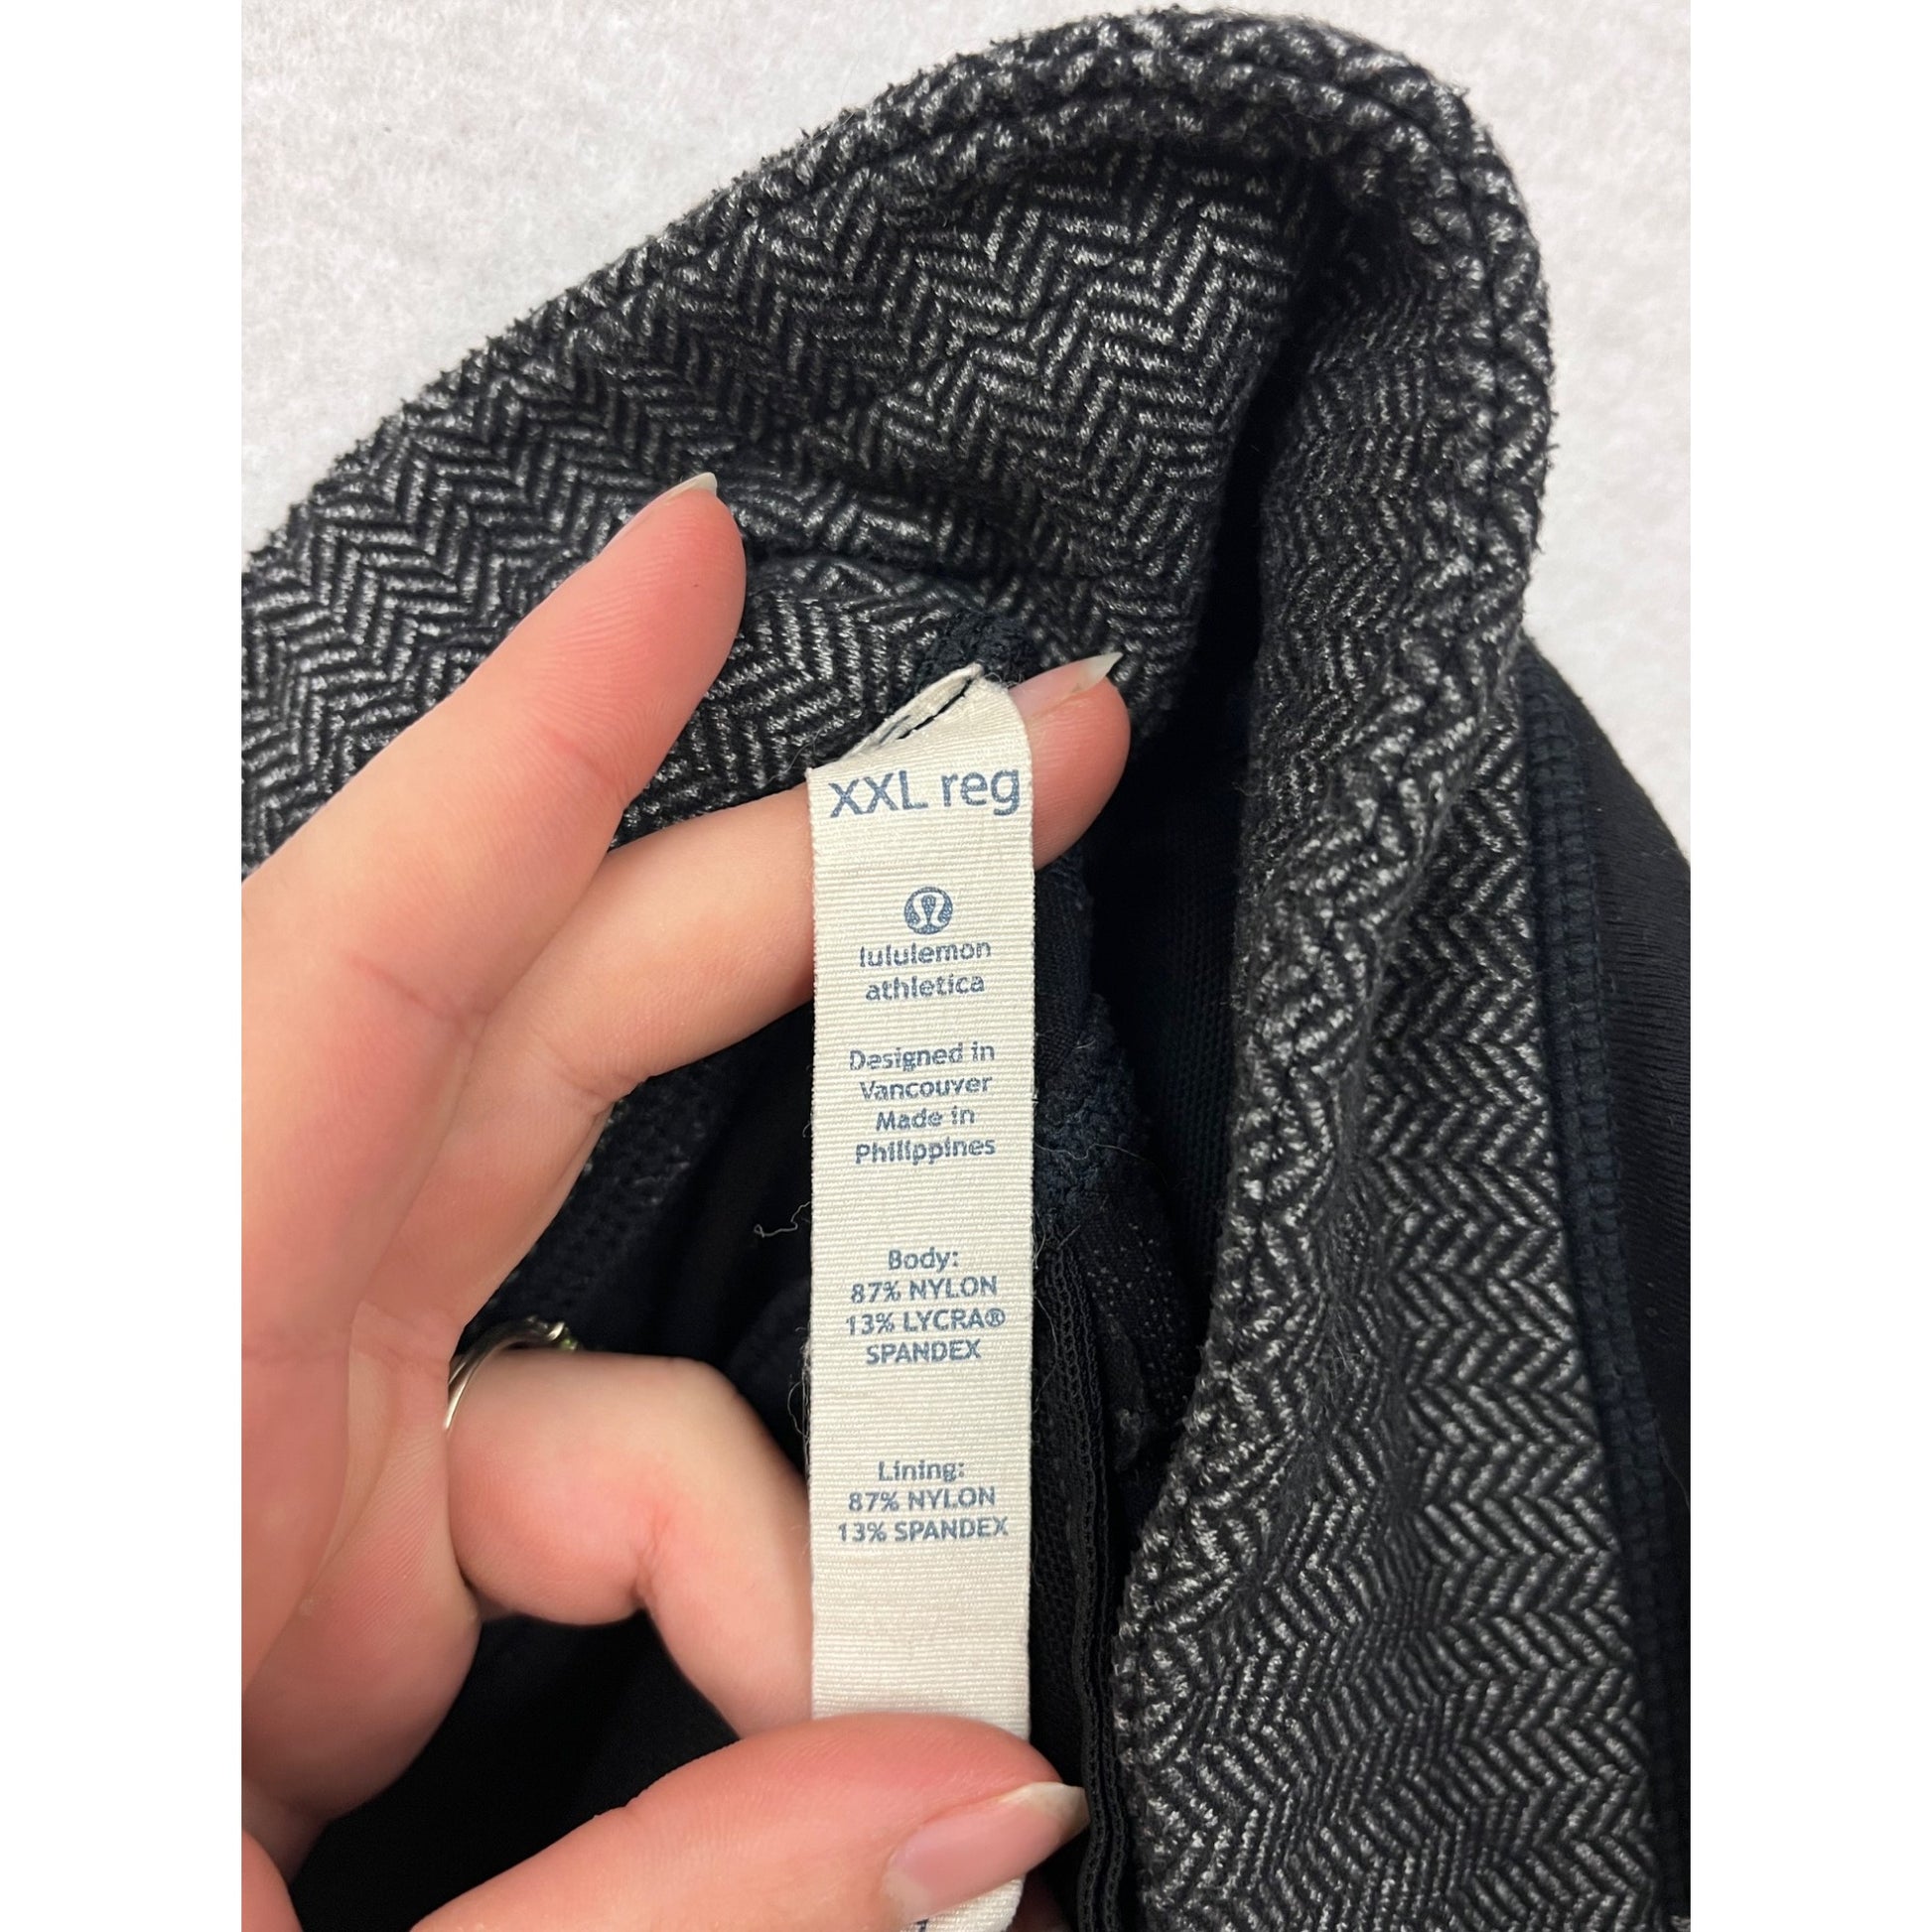 XXL reg
lululemon
athletica
Designed in
Vancouver
Made in
Philippines
Body:
87% NYLON
13% LYCRA®
SPANDEX
Lining:
87% NYLON
13% SPANDEX